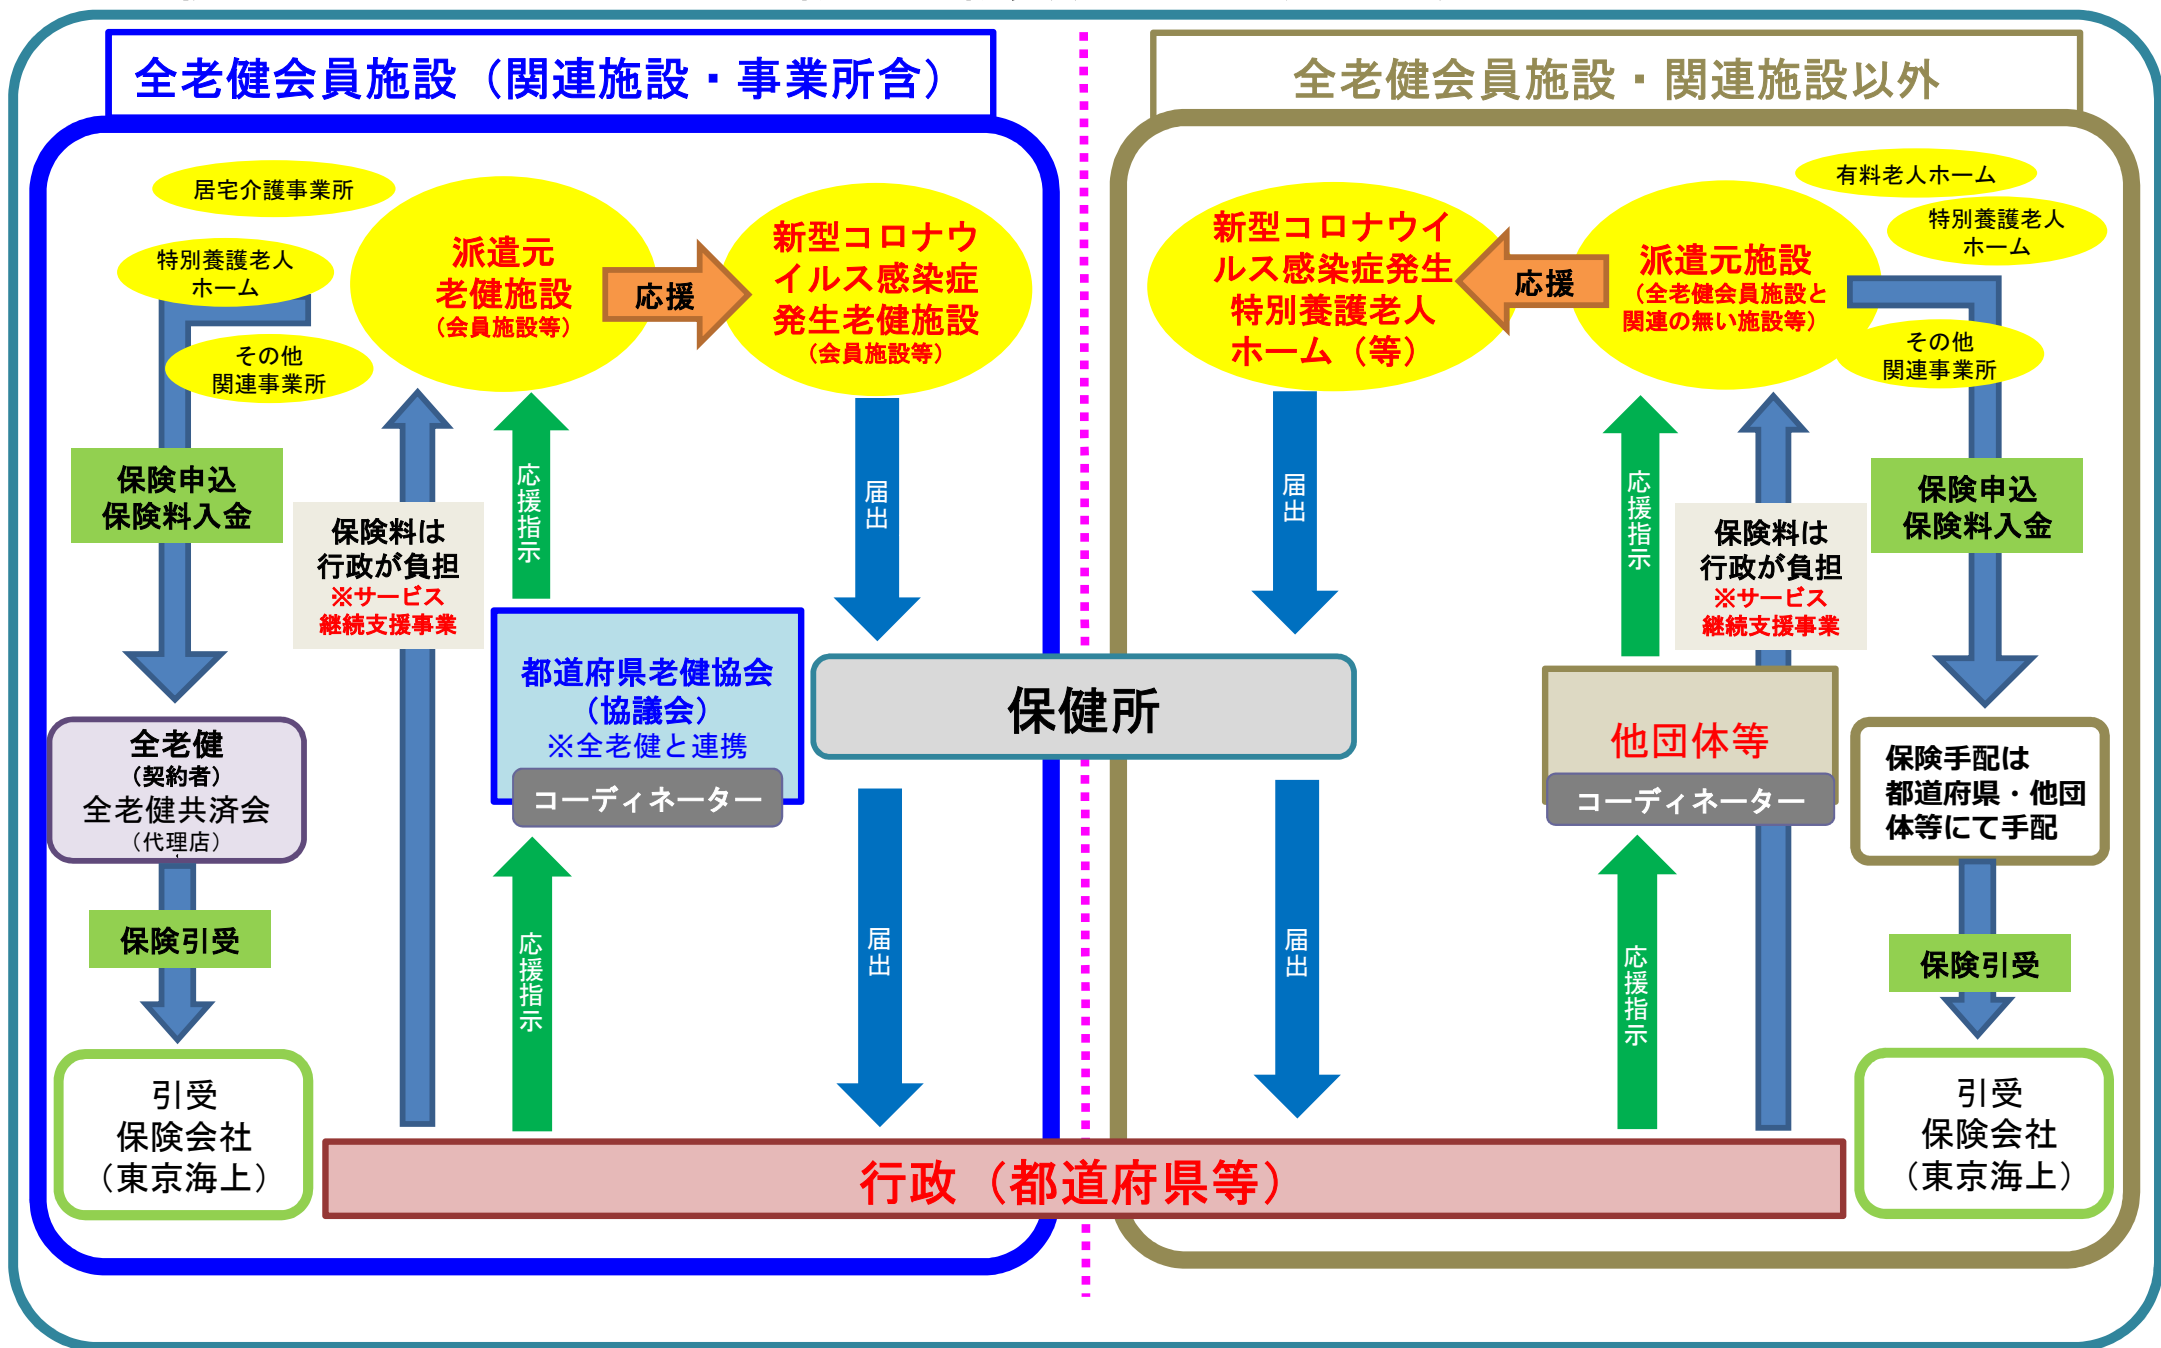 全老健会員施設（関連施設・事業所含）
居宅介護事業所
特別養護老人
ホーム
その他
関連事業所
派遣元
老健施設
（会員施設等）
応援
新型コロナウ
イルス感染症
発生老健施設
（会員施設等）
保険申込
保険料入金
保険料は
行政が負担
※サービス
継続支援事業
応援指示
届出
都道府県老健協会
（協議会）
※全老健と連携
コーディネーター
全老健
（契約者）
全老健共済会
（代理店）
保険引受
応援指示
届出
引受
保険会社
（東京海上）
保健所
行政（都道府県等）
全老健会員施設・関連施設以外
新型コロナウイ
ルス感染症発生
特別養護老人
ホーム（等）
応援
派遣元施設
（全老健会員施設と
関連の無い施設等）
有料老人ホーム
特別養護老人
ホーム
その他
関連事業所
届出
応援指示
保険料は
行政が負担
※サービス
継続支援事業
保険申込
保険料入金
他団体等
コーディネーター
保険手配は
都道府県・他団
体等にて手配
届出
応援指示
保険引受
引受
保険会社
（東京海上）